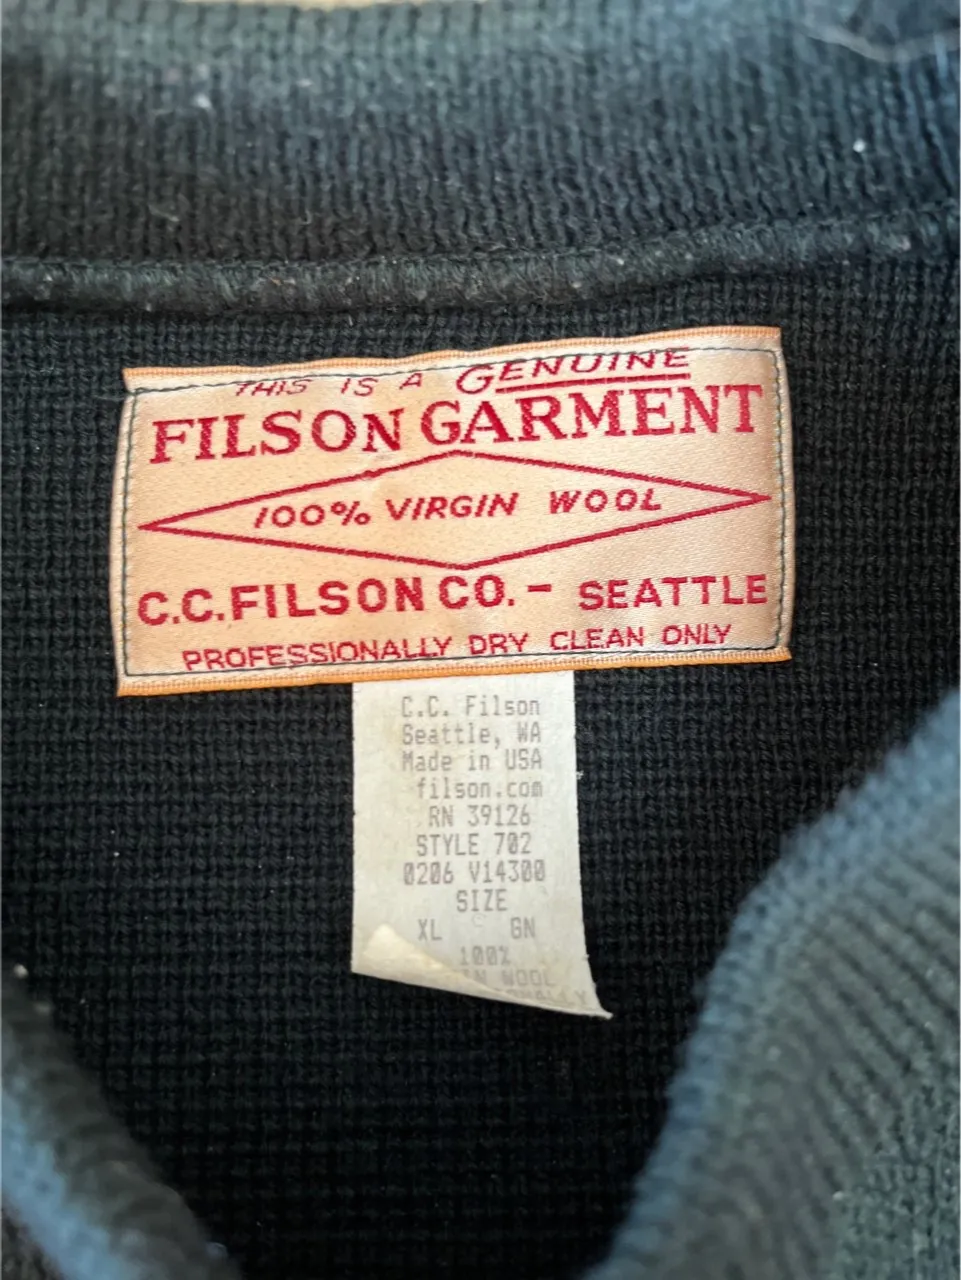 THIS IS A GENUINE
FILSON GARMENT
100% VIRGIN WOOL
C.C.FILSON CO. - SEATTLE
PROFESSIONALLY DRY CLEAN ONLY
C.C. Filson
Seattle, WA
Made in USA
filson.com
RN 39126
STYLE 702
0206 V14300
SIZE
XL GN
100%
WOOL